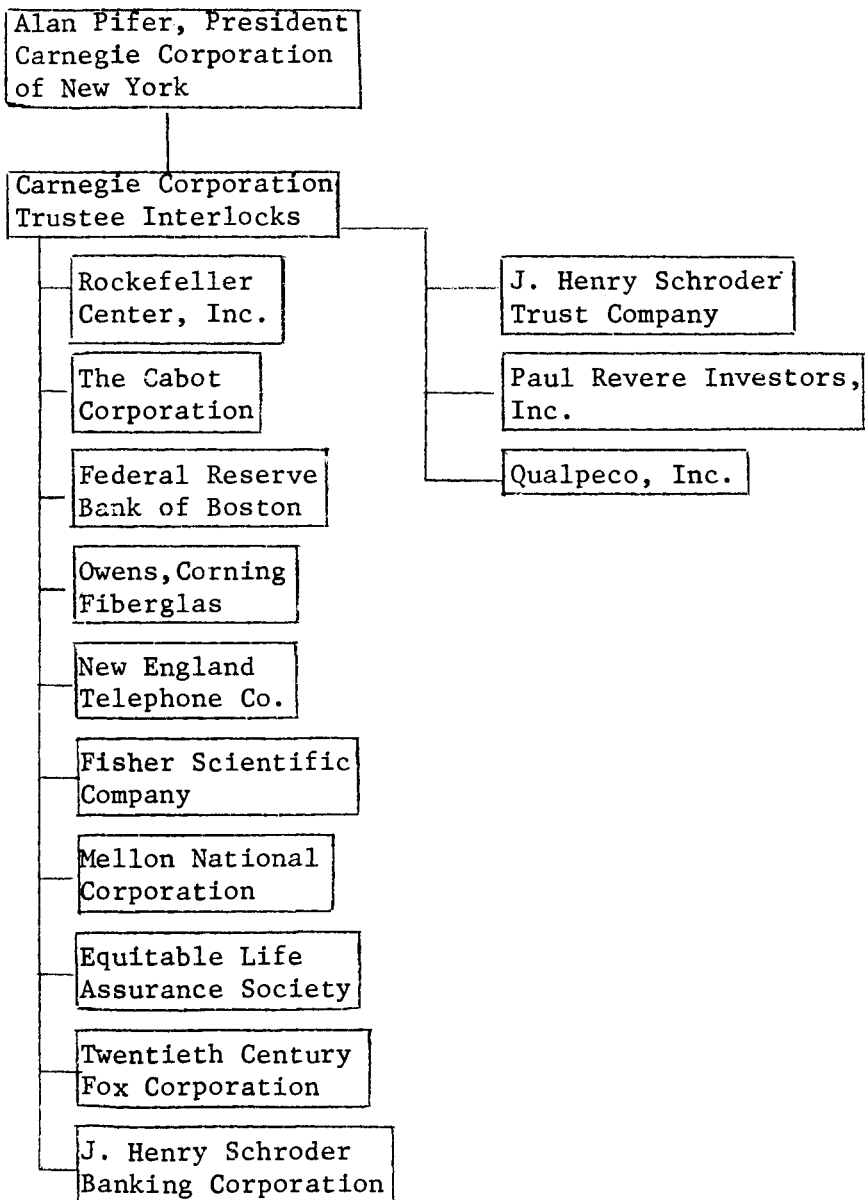 Alan Pifer, President
Carnegie Corporation
of New York
Carnegie Corporation
Trustee Interlocks
Rockefeller
Center, Inc.
The Cabot
Corporation
Federal Reserve
Bank of Boston
Owens,Corning
Fiberglas
New England
Telephone Co.
Fisher Scientific
Company
Mellon National
Corporation
Equitable Life
Assurance Society
Twentieth Century
Fox Corporation
J. Henry Schroder
Banking Corporation
J. Henry Schroder
Trust Company
Paul Revere Investors,
Inc.
Qualpeco, Inc.